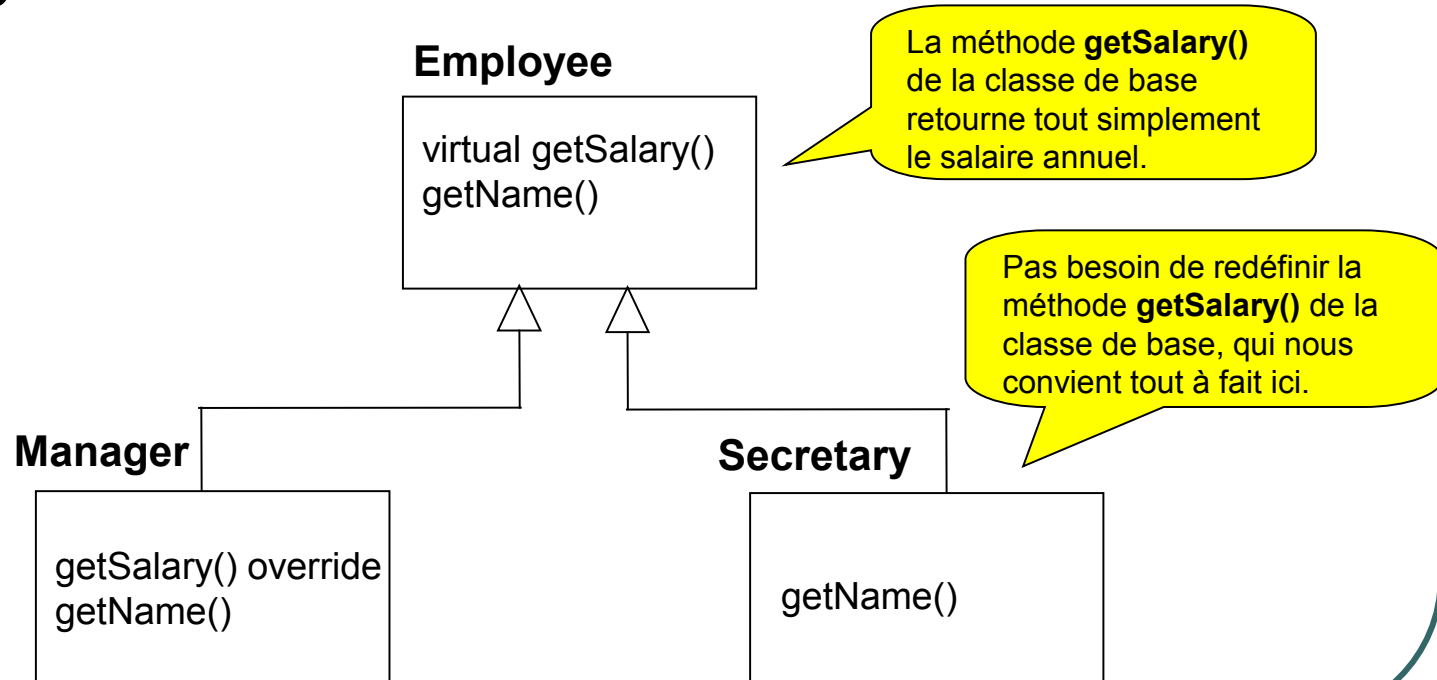 Employee
virtual getSalary()
getName()
La méthode getSalary()
de la classe de base
retourne tout simplement
le salaire annuel.
Pas besoin de redéfinir la
méthode getSalary() de la
classe de base, qui nous
convient tout à fait ici.
Manager
getSalary() override
getName()
Secretary
getName()